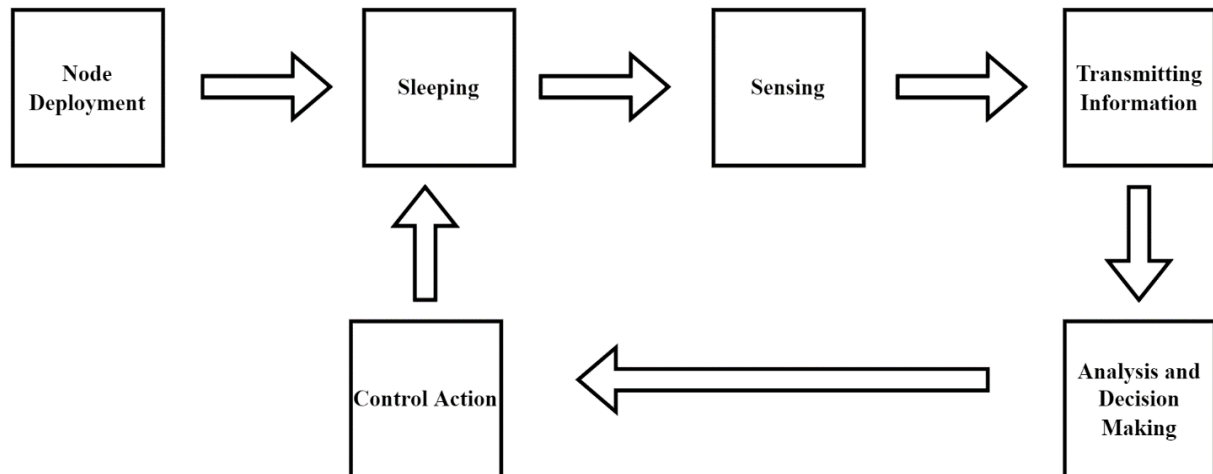 Node
Deployment
Sleeping
Sensing
Transmitting
Information
Control Action
Analysis and
Decision
Making